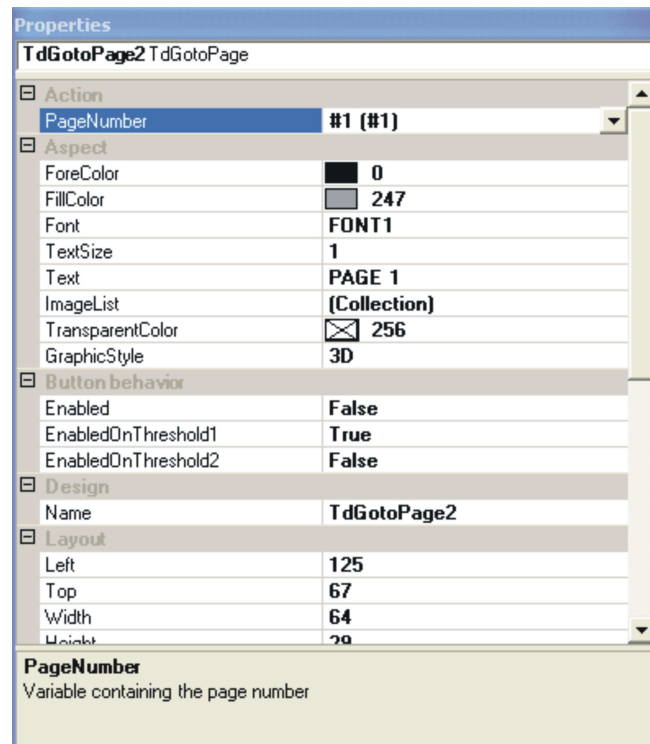 Properties
TdGotoPage2 TdGotoPage
Action
PageNumber #1 (#1)
Aspect
ForeColor 0
FillColor 247
Font FONT1
TextSize 1
Text PAGE 1
ImageList (Collection)
TransparentColor 256
GraphicStyle 3D
Button behavior
Enabled False
EnabledOnThreshold1 True
EnabledOnThreshold2 False
Design
Name TdGotoPage2
Layout
Left 125
Top 67
Width 64
Height 29
PageNumber
Variable containing the page number